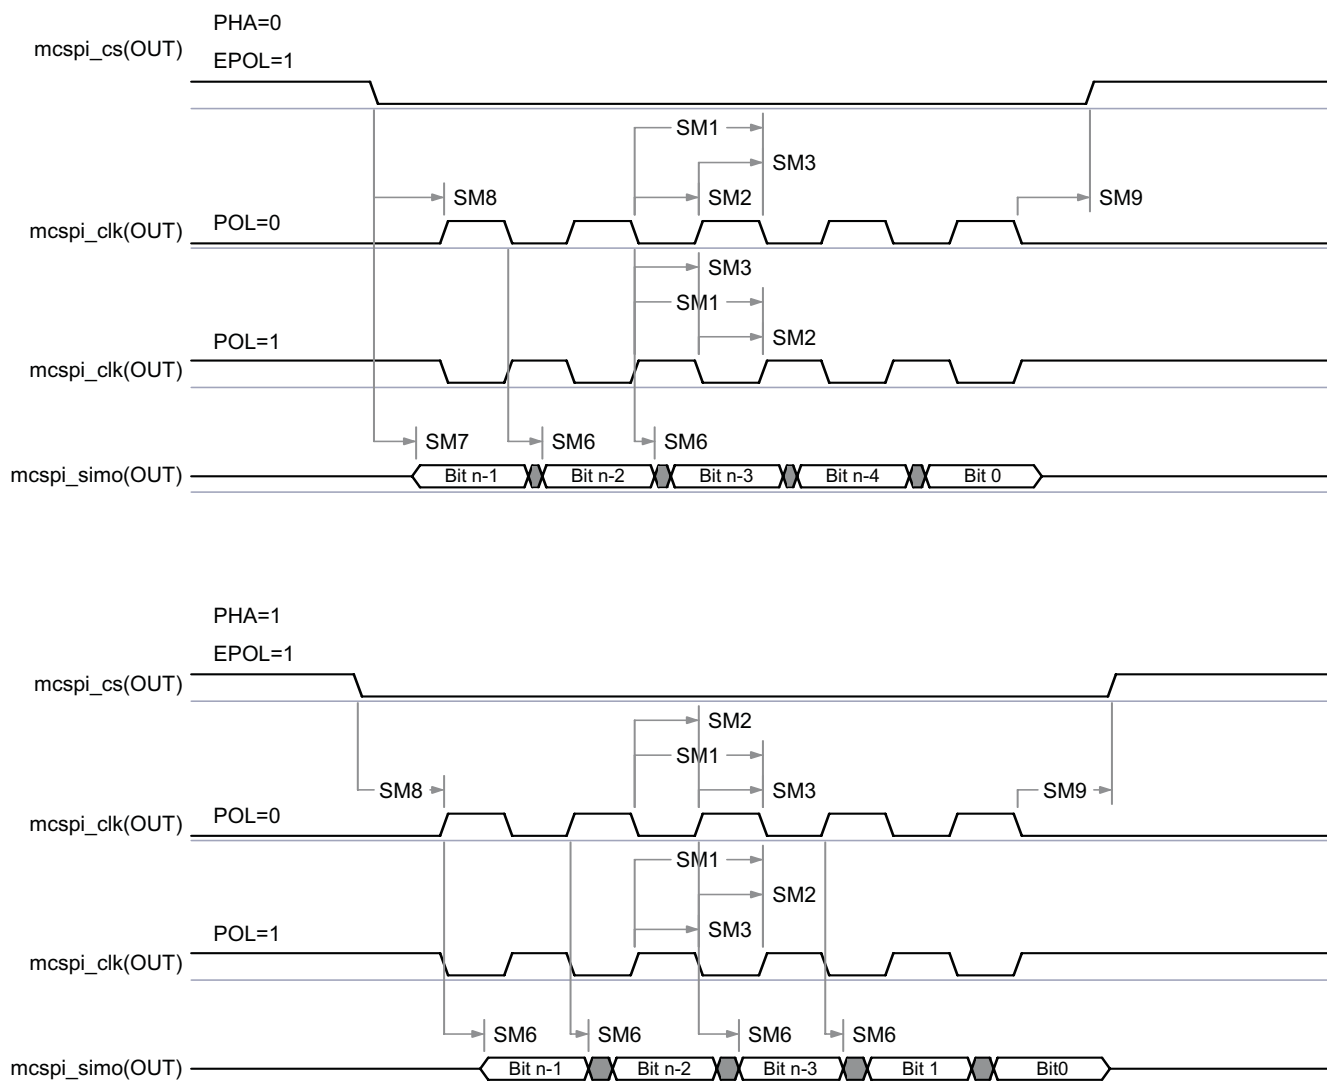 PHA=0
mcspi_cs(OUT)
EPOL=1
SM1
SM3
SM8 SM2 SM9
mcspi_clk(OUT) POL=0
SM3
SM1
SM2
POL=1
mcspi_clk(OUT)
SM7 SM6 SM6
mcspi_simo(OUT) Bit n-1 Bit n-2 Bit n-3 Bit n-4 Bit 0
PHA=1
EPOL=1
mcspi_cs(OUT)
SM2
SM1
SM8 SM3 SM9
mcspi_clk(OUT) POL=0
SM1
SM2
SM3
POL=1
mcspi_clk(OUT)
SM6 SM6 SM6 SM6
mcspi_simo(OUT) Bit n-1 Bit n-2 Bit n-3 Bit 1 Bit0